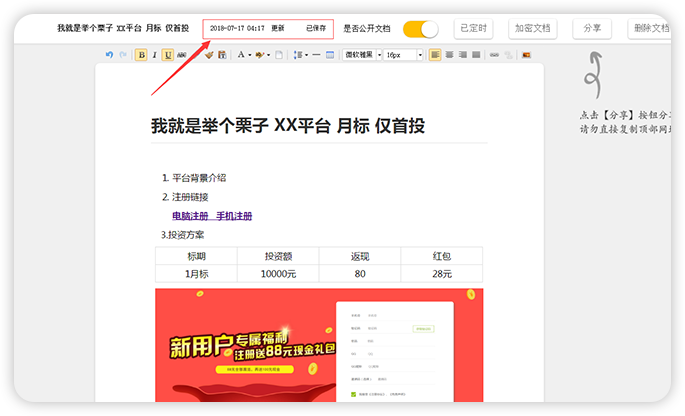 我就是举个栗子 XX平台 月标 仅首投 2018-07-17 04:17 更新 已保存 是否公开文档 已定时 加密文档 分享 删除文档
B I U ABC A 微软雅黑 16px
点击【分享】按钮分享
请勿直接复制顶部网
我就是举个栗子 XX平台 月标 仅首投
1. 平台背景介绍
2. 注册链接
电脑注册 手机注册
3.投资方案
标期 投资额 返现 红包
1月标 10000元 80 28元
新用户专属福利
注册送88元现金礼包